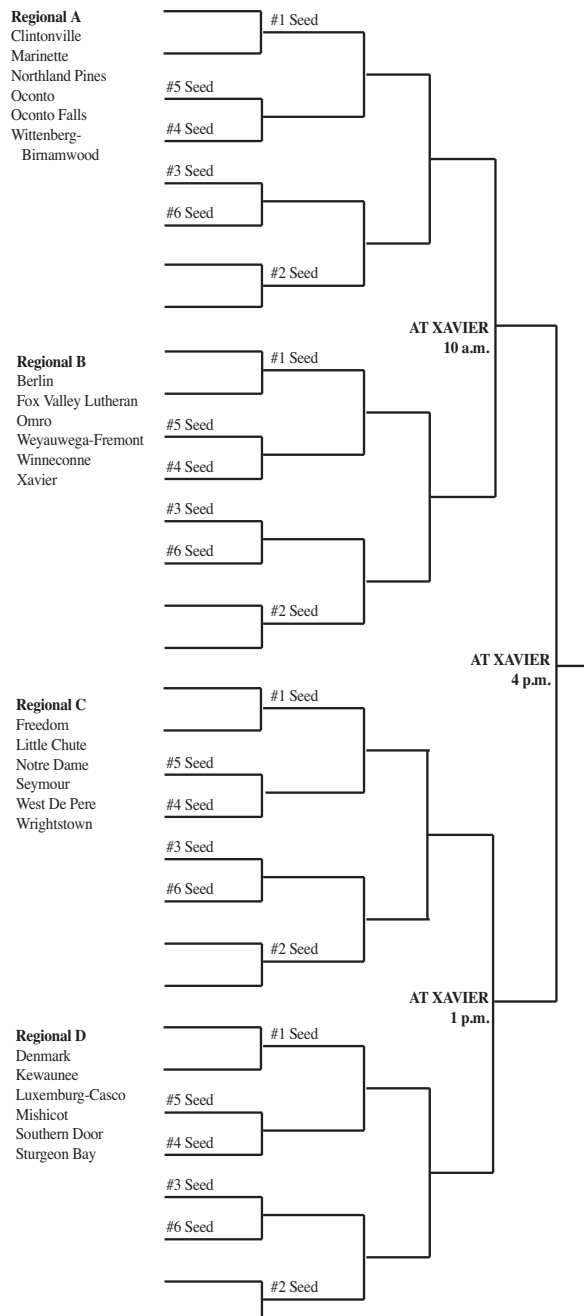 Regional A
Clintonville
Marinette
Northland Pines
Oconto
Oconto Falls
Wittenberg-
Birnamwood
#1 Seed
#5 Seed
#4 Seed
#3 Seed
#6 Seed
#2 Seed
AT XAVIER
10 a.m.
Regional B
Berlin
Fox Valley Lutheran
Omro
Weyauwega-Fremont
Winneconne
Xavier
#1 Seed
#5 Seed
#4 Seed
#3 Seed
#6 Seed
#2 Seed
AT XAVIER
4 p.m.
Regional C
Freedom
Little Chute
Notre Dame
Seymour
West De Pere
Wrightstown
#1 Seed
#5 Seed
#4 Seed
#3 Seed
#6 Seed
#2 Seed
AT XAVIER
1 p.m.
Regional D
Denmark
Kewaunee
Luxemburg-Casco
Mishicot
Southern Door
Sturgeon Bay
#1 Seed
#5 Seed
#4 Seed
#3 Seed
#6 Seed
#2 Seed